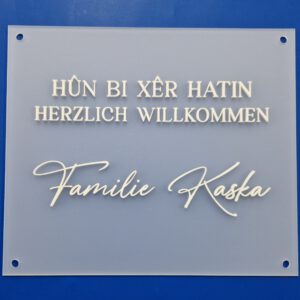 HÛN BI XÊR HATIN
HERZLICH WILLKOMMEN
Familie Kaska